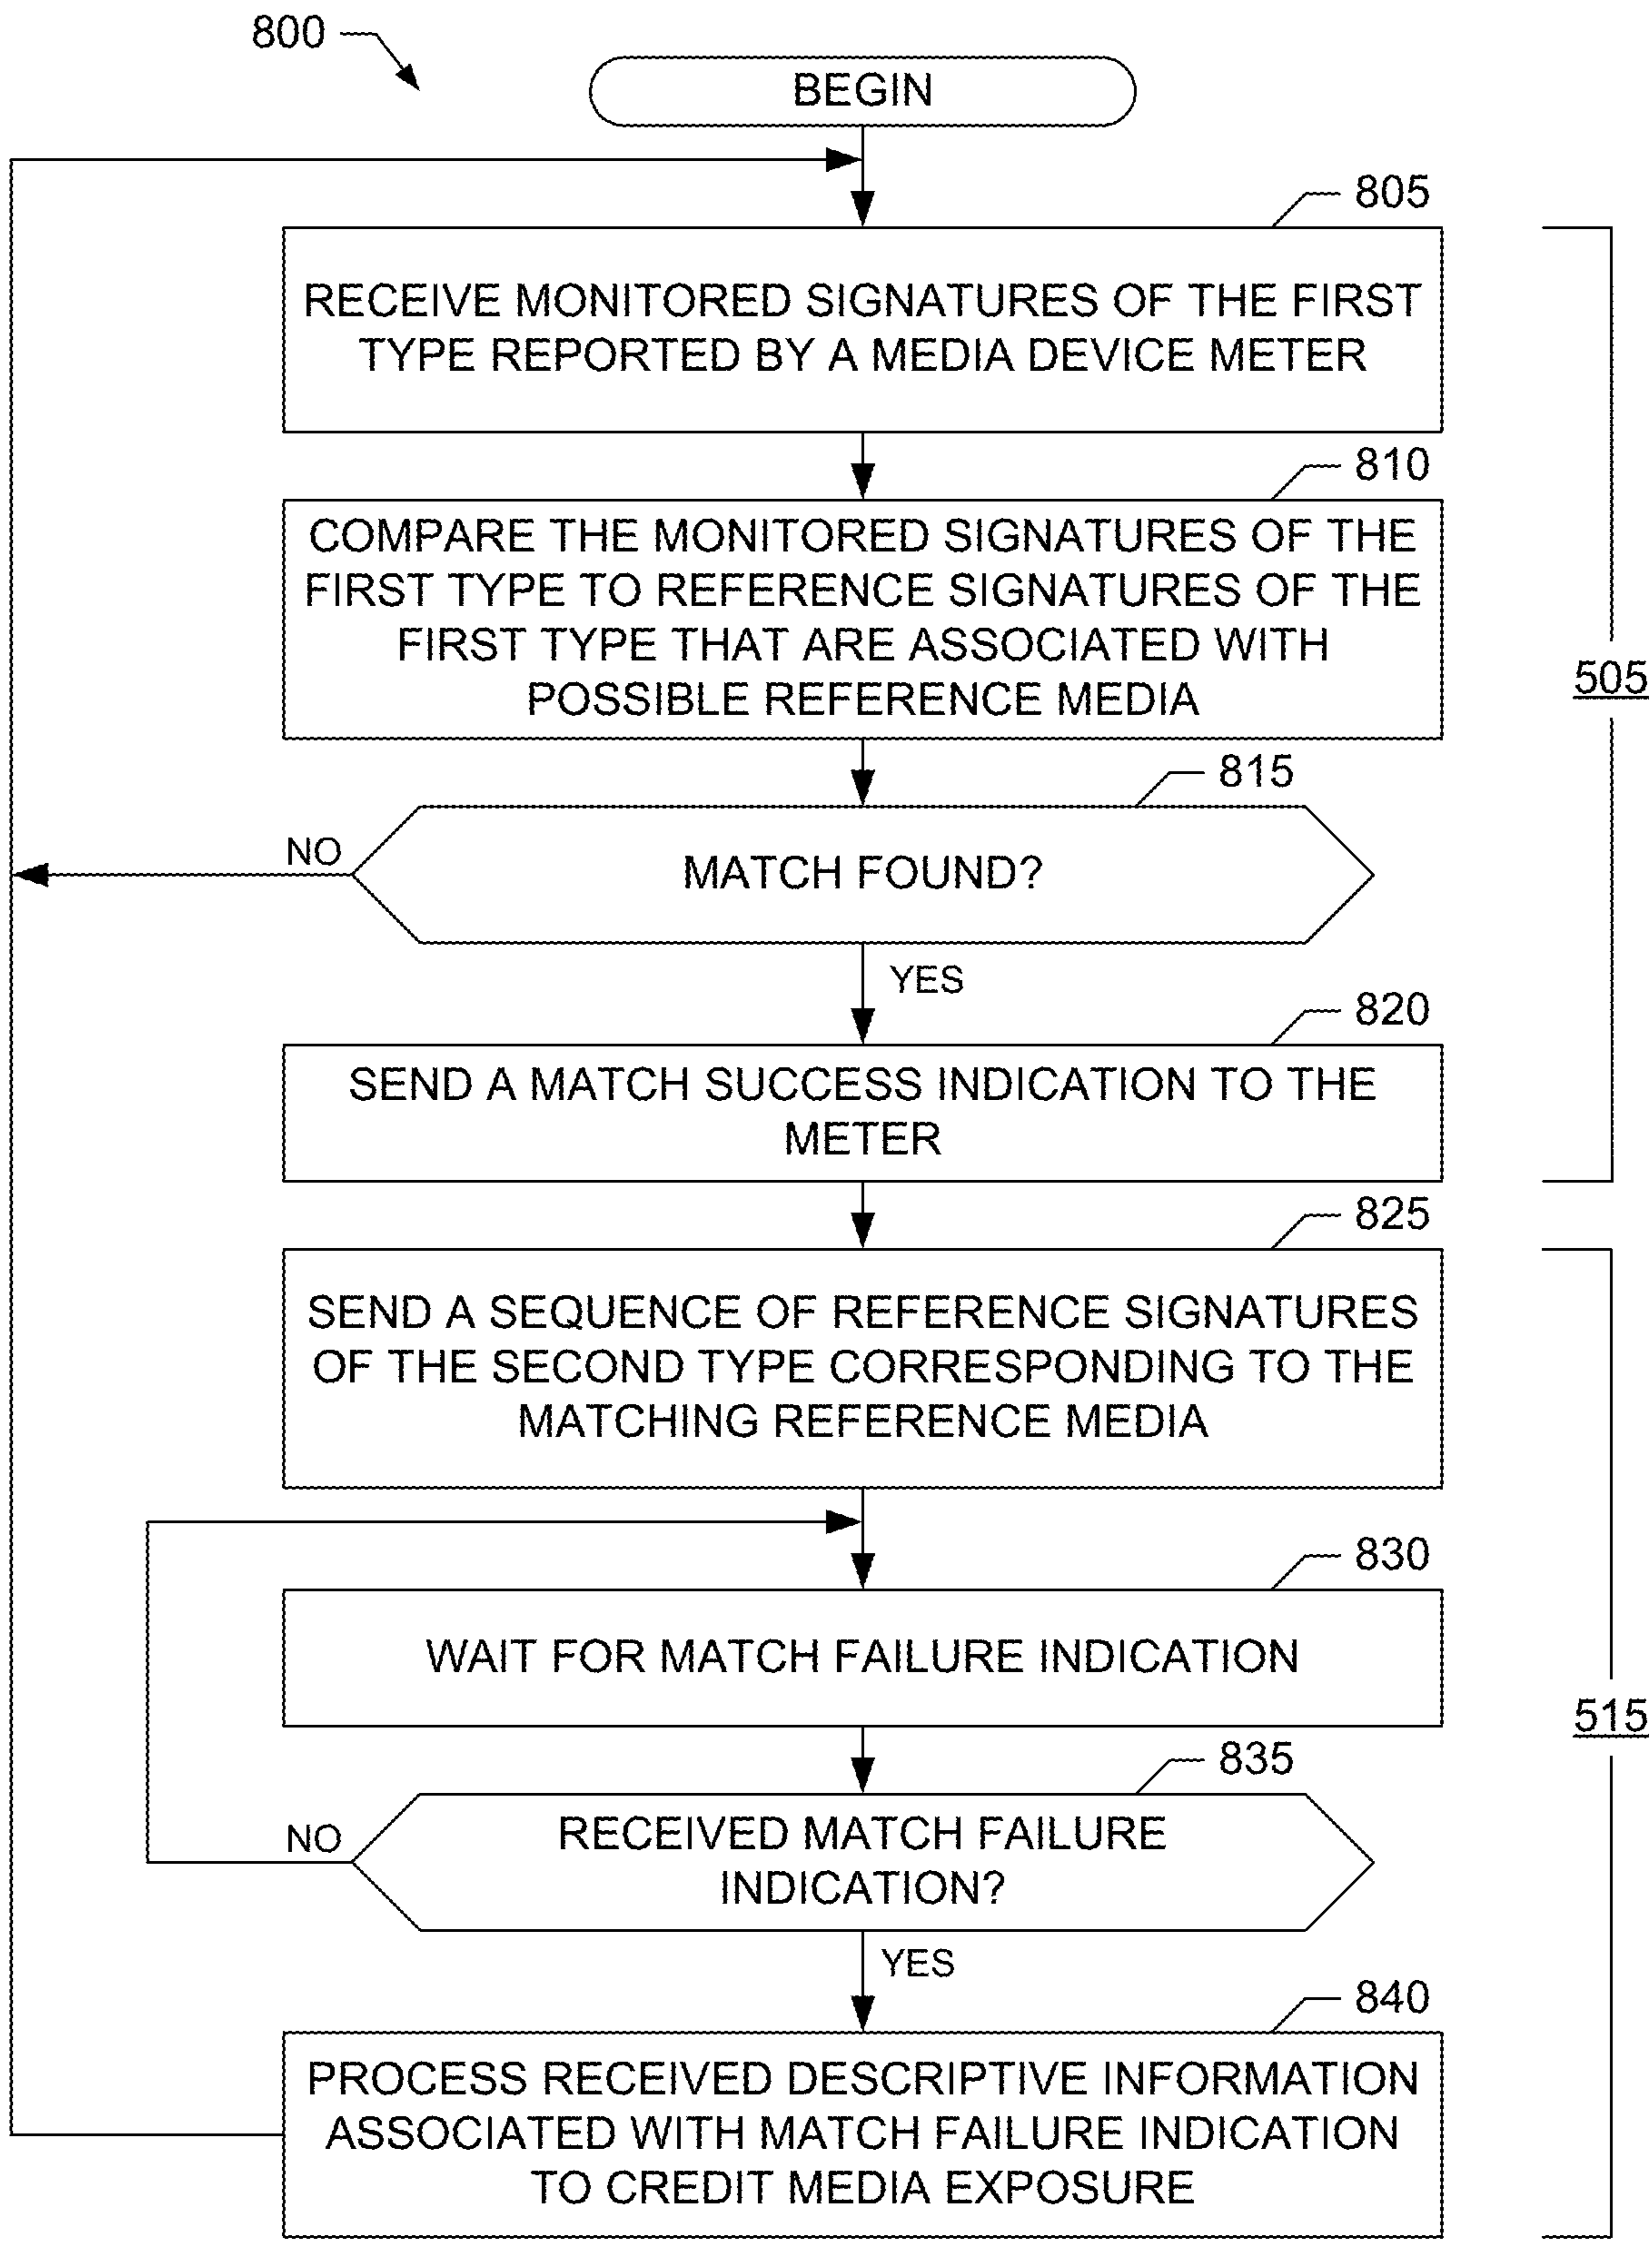 800
BEGIN
805
RECEIVE MONITORED SIGNATURES OF THE FIRST
TYPE REPORTED BY A MEDIA DEVICE METER
810
COMPARE THE MONITORED SIGNATURES OF THE
FIRST TYPE TO REFERENCE SIGNATURES OF THE
FIRST TYPE THAT ARE ASSOCIATED WITH
POSSIBLE REFERENCE MEDIA
505
815
NO
MATCH FOUND?
YES
820
SEND A MATCH SUCCESS INDICATION TO THE
METER
825
SEND A SEQUENCE OF REFERENCE SIGNATURES
OF THE SECOND TYPE CORRESPONDING TO THE
MATCHING REFERENCE MEDIA
830
WAIT FOR MATCH FAILURE INDICATION
515
835
NO
RECEIVED MATCH FAILURE
INDICATION?
YES
840
PROCESS RECEIVED DESCRIPTIVE INFORMATION
ASSOCIATED WITH MATCH FAILURE INDICATION
TO CREDIT MEDIA EXPOSURE